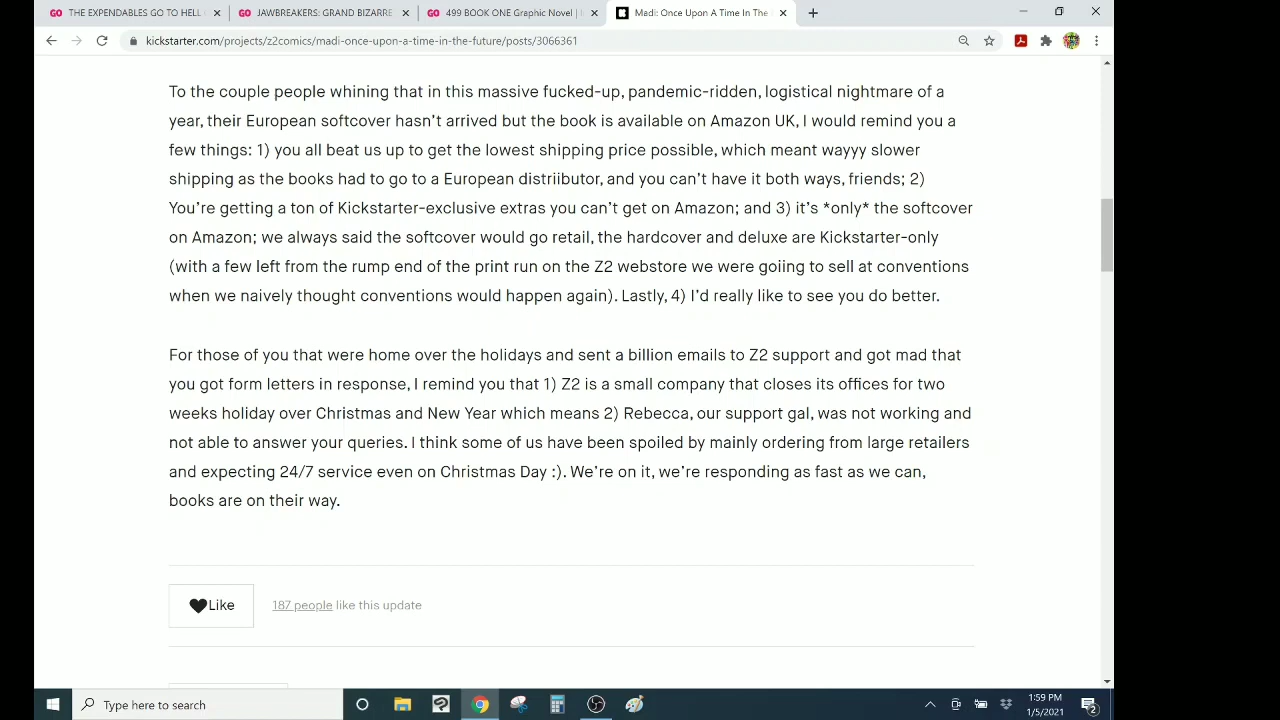 THE EXPENDABLES GO TO HELL
JAWBREAKERS: GRAND BIZARRE
499 BOOK ONE Graphic Novel | I
Madi: Once Upon A Time In The
kickstarter.com/projects/z2comics/madi-once-upon-a-time-in-the-future/posts/3066361
To the couple people whining that in this massive fucked-up, pandemic-ridden, logistical nightmare of a
year, their European softcover hasn't arrived but the book is available on Amazon UK, I would remind you a
few things: 1) you all beat us up to get the lowest shipping price possible, which meant wayyy slower
shipping as the books had to go to a European distriibutor, and you can't have it both ways, friends; 2)
You're getting a ton of Kickstarter-exclusive extras you can't get on Amazon; and 3) it's *only* the softcover
on Amazon; we always said the softcover would go retail, the hardcover and deluxe are Kickstarter-only
(with a few left from the rump end of the print run on the Z2 webstore we were goiing to sell at conventions
when we naively thought conventions would happen again). Lastly, 4) I'd really like to see you do better.
For those of you that were home over the holidays and sent a billion emails to Z2 support and got mad that
you got form letters in response, I remind you that 1) Z2 is a small company that closes its offices for two
weeks holiday over Christmas and New Year which means 2) Rebecca, our support gal, was not working and
not able to answer your queries. I think some of us have been spoiled by mainly ordering from large retailers
and expecting 24/7 service even on Christmas Day :). We're on it, we're responding as fast as we can,
books are on their way.
Like
187 people like this update
Type here to search
1:59 PM
1/5/2021
2